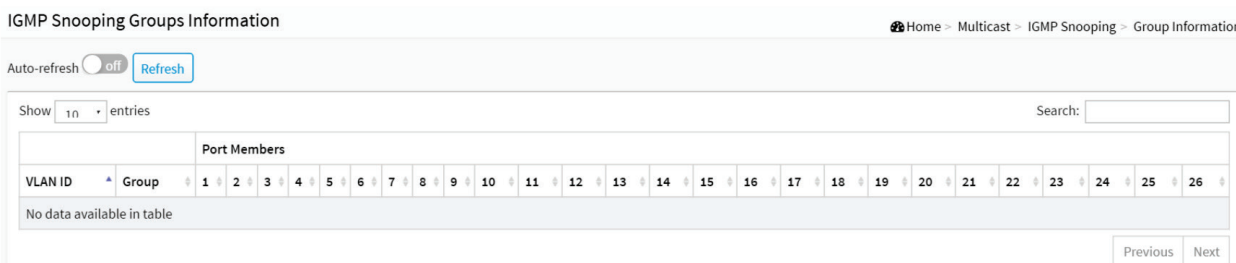 IGMP Snooping Groups Information
Home > Multicast > IGMP Snooping > Group Information
Auto-refresh off Refresh
Show 10 entries Search:
Port Members
VLAN ID Group 1 2 3 4 5 6 7 8 9 10 11 12 13 14 15 16 17 18 19 20 21 22 23 24 25 26
No data available in table
Previous Next